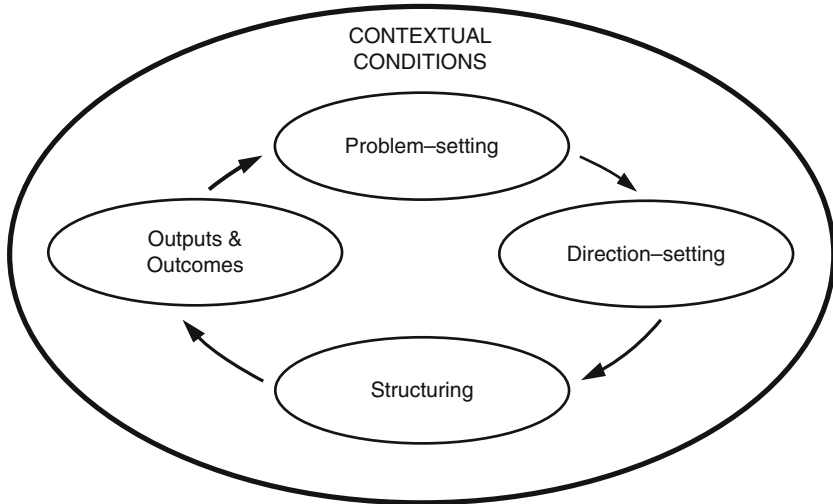 CONTEXTUAL
CONDITIONS
Problem–setting
Outputs &
Outcomes
Direction–setting
Structuring